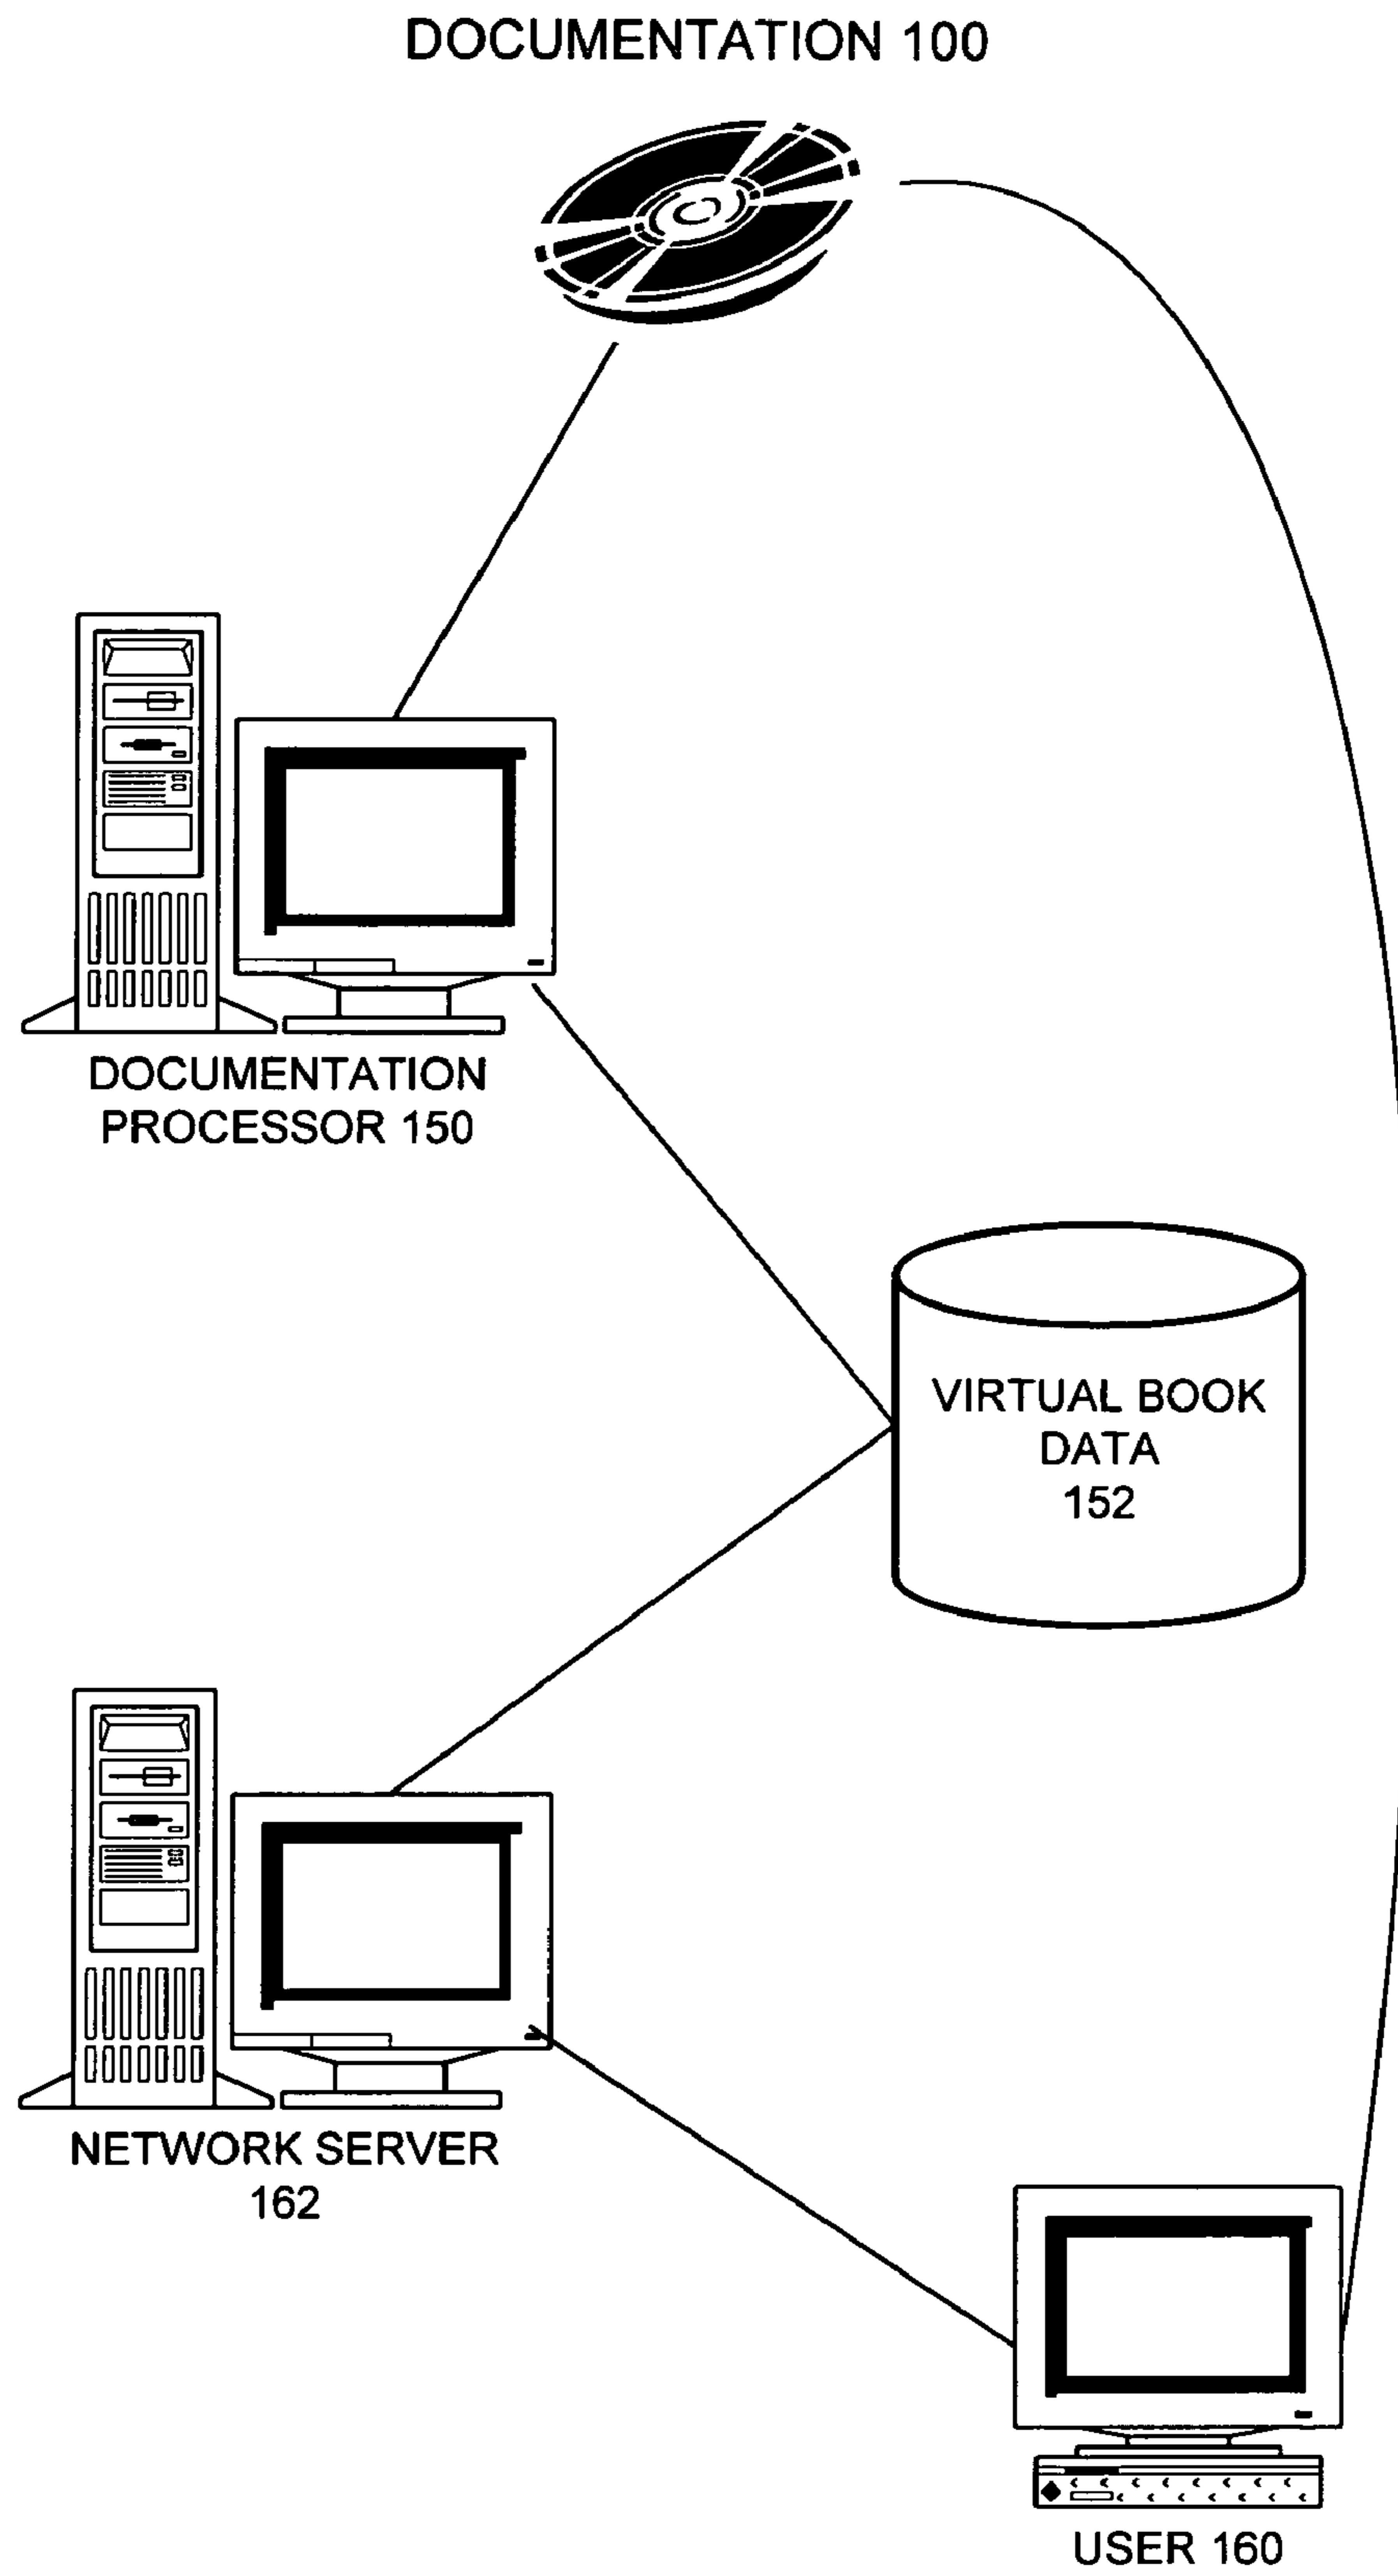 DOCUMENTATION 100
DOCUMENTATION
PROCESSOR 150
VIRTUAL BOOK
DATA
152
NETWORK SERVER
162
USER 160